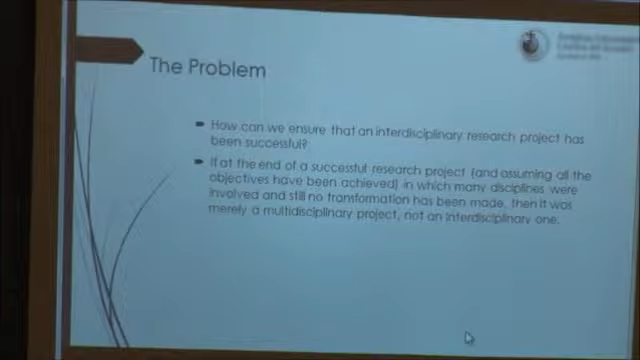 The Problem
How can we ensure that an interdisciplinary research project has
been successful?
If at the end of a successful research project (and assuming all the
objectives have been achieved) in which many disciplines were
involved and still no transformation has been made, then it was
merely a multidisciplinary project, not an interdisciplinary one.